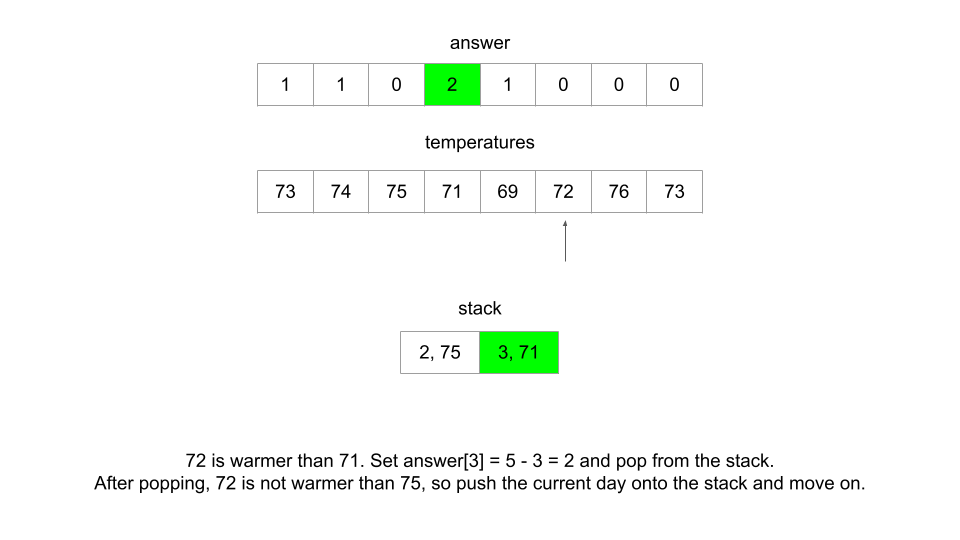 answer
1 1 0 2 1 0 0 0
temperatures
73 74 75 71 69 72 76 73
stack
2, 75 3, 71
72 is warmer than 71. Set answer[3] = 5 - 3 = 2 and pop from the stack.
After popping, 72 is not warmer than 75, so push the current day onto the stack and move on.